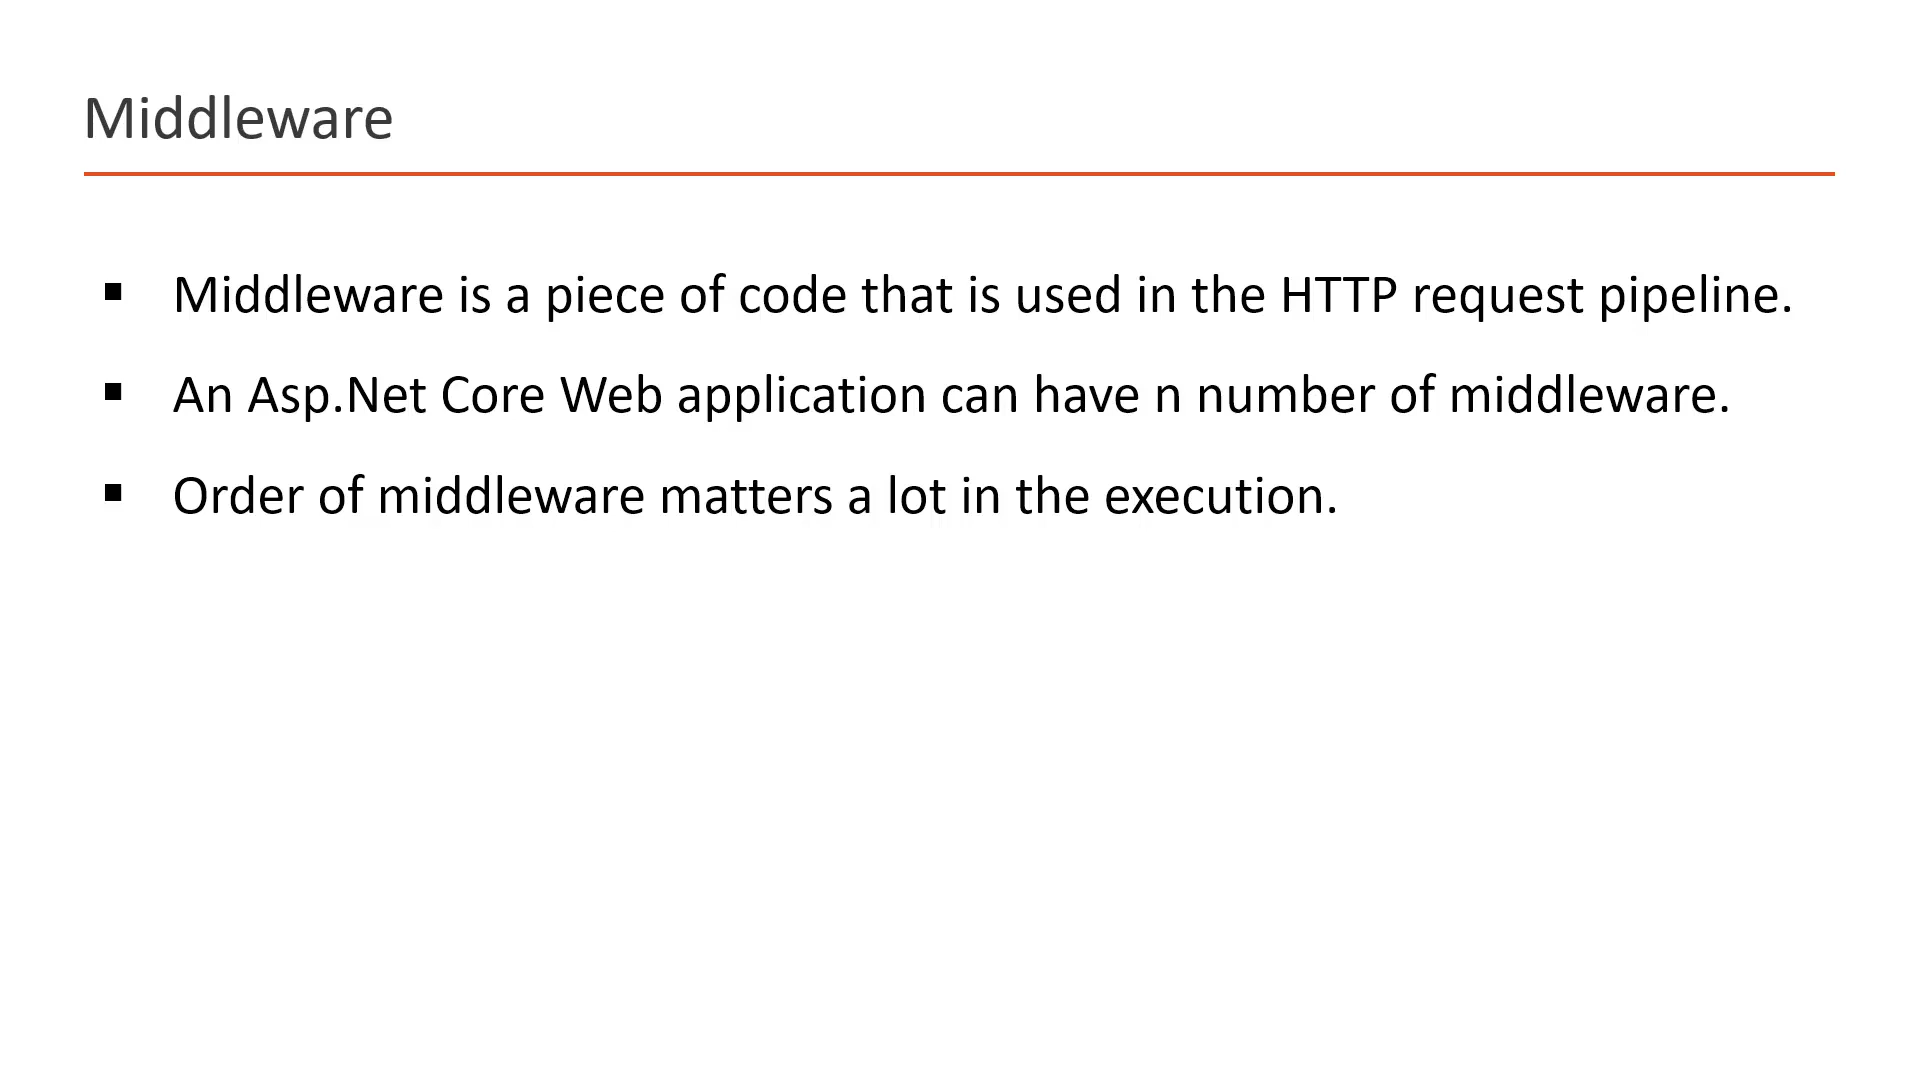 Middleware
▪ Middleware is a piece of code that is used in the HTTP request pipeline.
▪ An Asp.Net Core Web application can have n number of middleware.
▪ Order of middleware matters a lot in the execution.